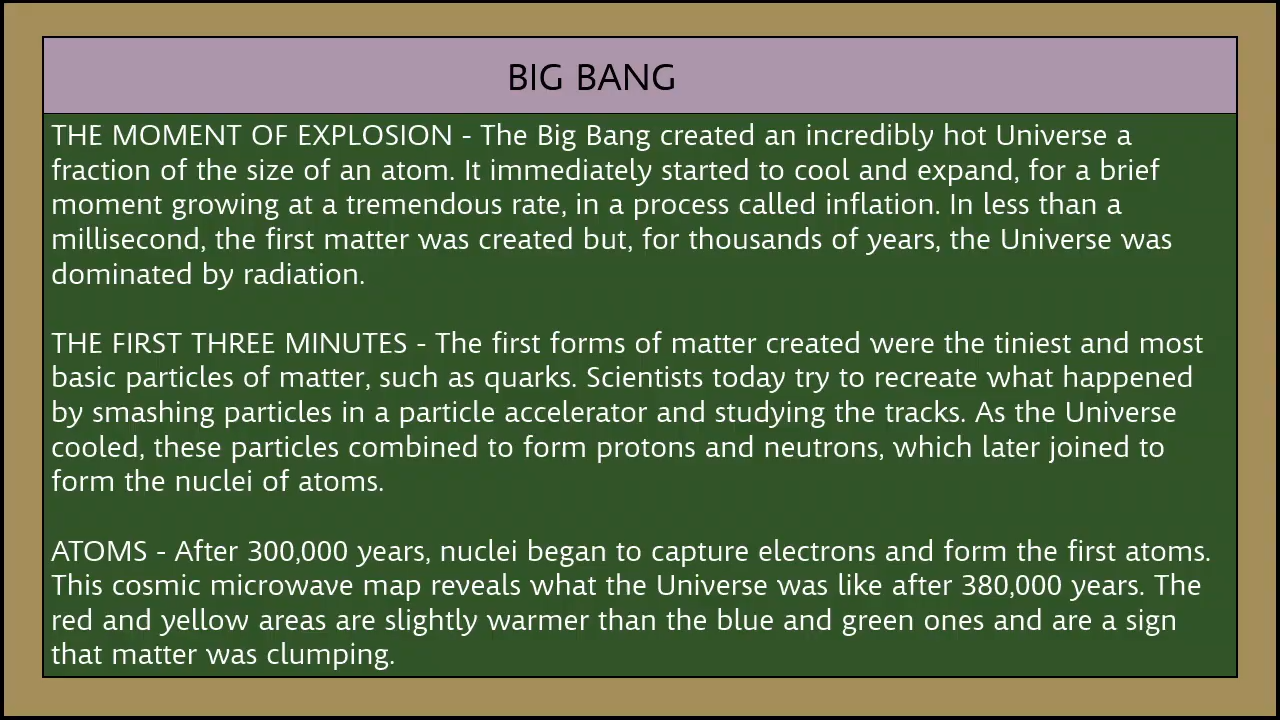 BIG BANG
THE MOMENT OF EXPLOSION - The Big Bang created an incredibly hot Universe a
fraction of the size of an atom. It immediately started to cool and expand, for a brief
moment growing at a tremendous rate, in a process called inflation. In less than a
millisecond, the first matter was created but, for thousands of years, the Universe was
dominated by radiation.
THE FIRST THREE MINUTES - The first forms of matter created were the tiniest and most
basic particles of matter, such as quarks. Scientists today try to recreate what happened
by smashing particles in a particle accelerator and studying the tracks. As the Universe
cooled, these particles combined to form protons and neutrons, which later joined to
form the nuclei of atoms.
ATOMS - After 300,000 years, nuclei began to capture electrons and form the first atoms.
This cosmic microwave map reveals what the Universe was like after 380,000 years. The
red and yellow areas are slightly warmer than the blue and green ones and are a sign
that matter was clumping.